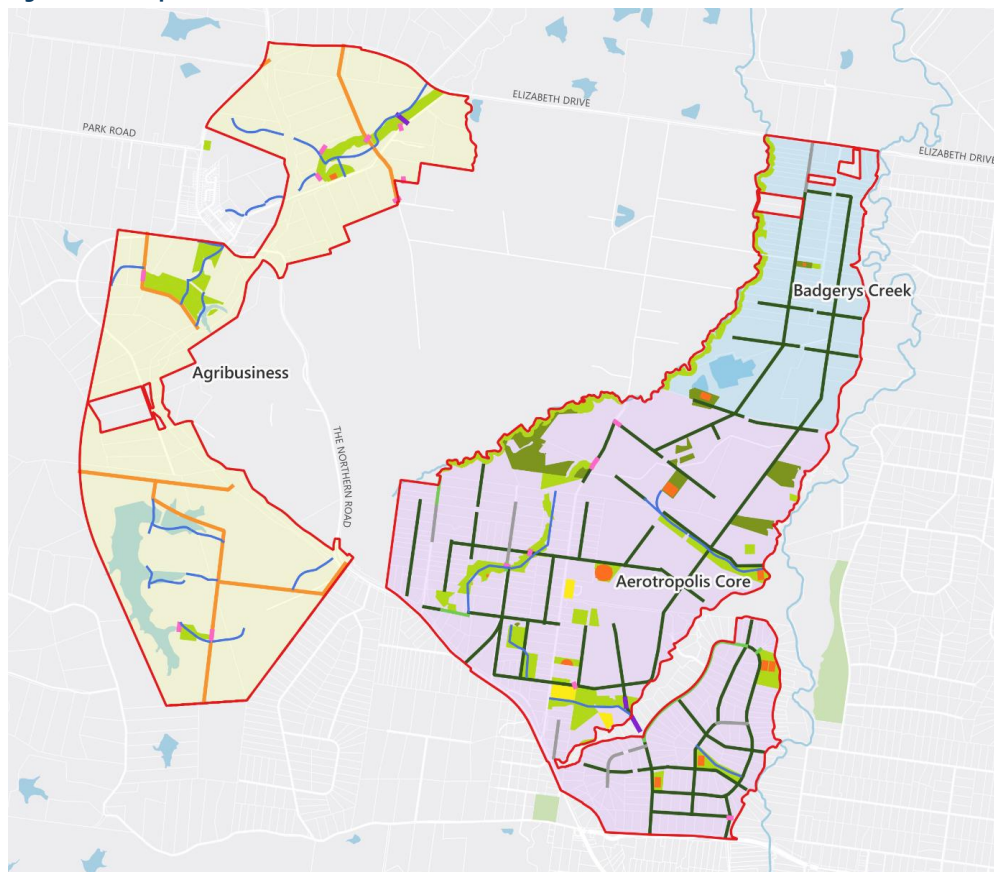 ELIZABETH DRIVE
PARK ROAD
ELIZABETH DRIVE
Badgerys Creek
Agribusiness
THE NORTHERN ROAD
Aerotropolis Core